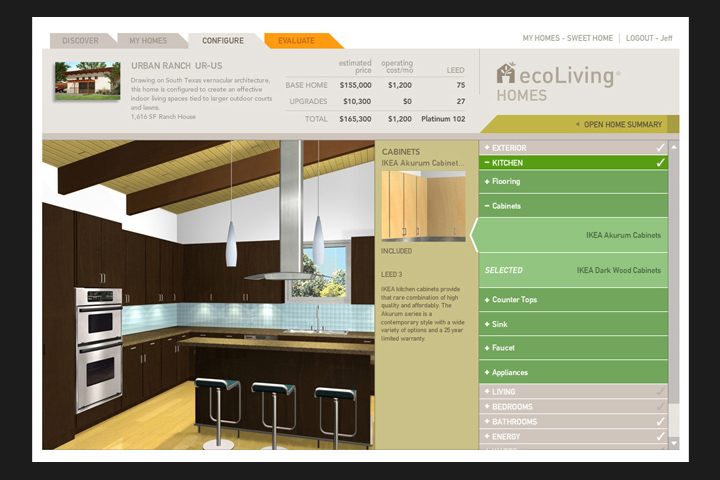 DISCOVER
MY HOMES
CONFIGURE
EVALUATE
MY HOMES - SWEET HOME | LOGOUT - Jeff
URBAN RANCH UR-US
Drawing on South Texas vernacular architecture,
this home is configured to create an effective
indoor living spaces tied to larger outdoor courts
and lawns.
1,616 SF Ranch House
estimated price operating cost/mo LEED
BASE HOME $155,000 $1,200 75
UPGRADES $10,300 $0 27
TOTAL $165,300 $1,200 Platinum 102
ecoLiving®
HOMES
OPEN HOME SUMMARY
CABINETS
IKEA Akurum Cabinet...
INCLUDED
LEED 3
IKEA kitchen cabinets provide
that rare combination of high
quality and affordably. The
Akurum series is a
contemporary style with a wide
variety of options and a 25 year
limited warranty.
+ EXTERIOR
– KITCHEN
+ Flooring
– Cabinets
IKEA Akurum Cabinets
SELECTED IKEA Dark Wood Cabinets
+ Counter Tops
+ Sink
+ Faucet
+ Appliances
+ LIVING
+ BEDROOMS
+ BATHROOMS
+ ENERGY